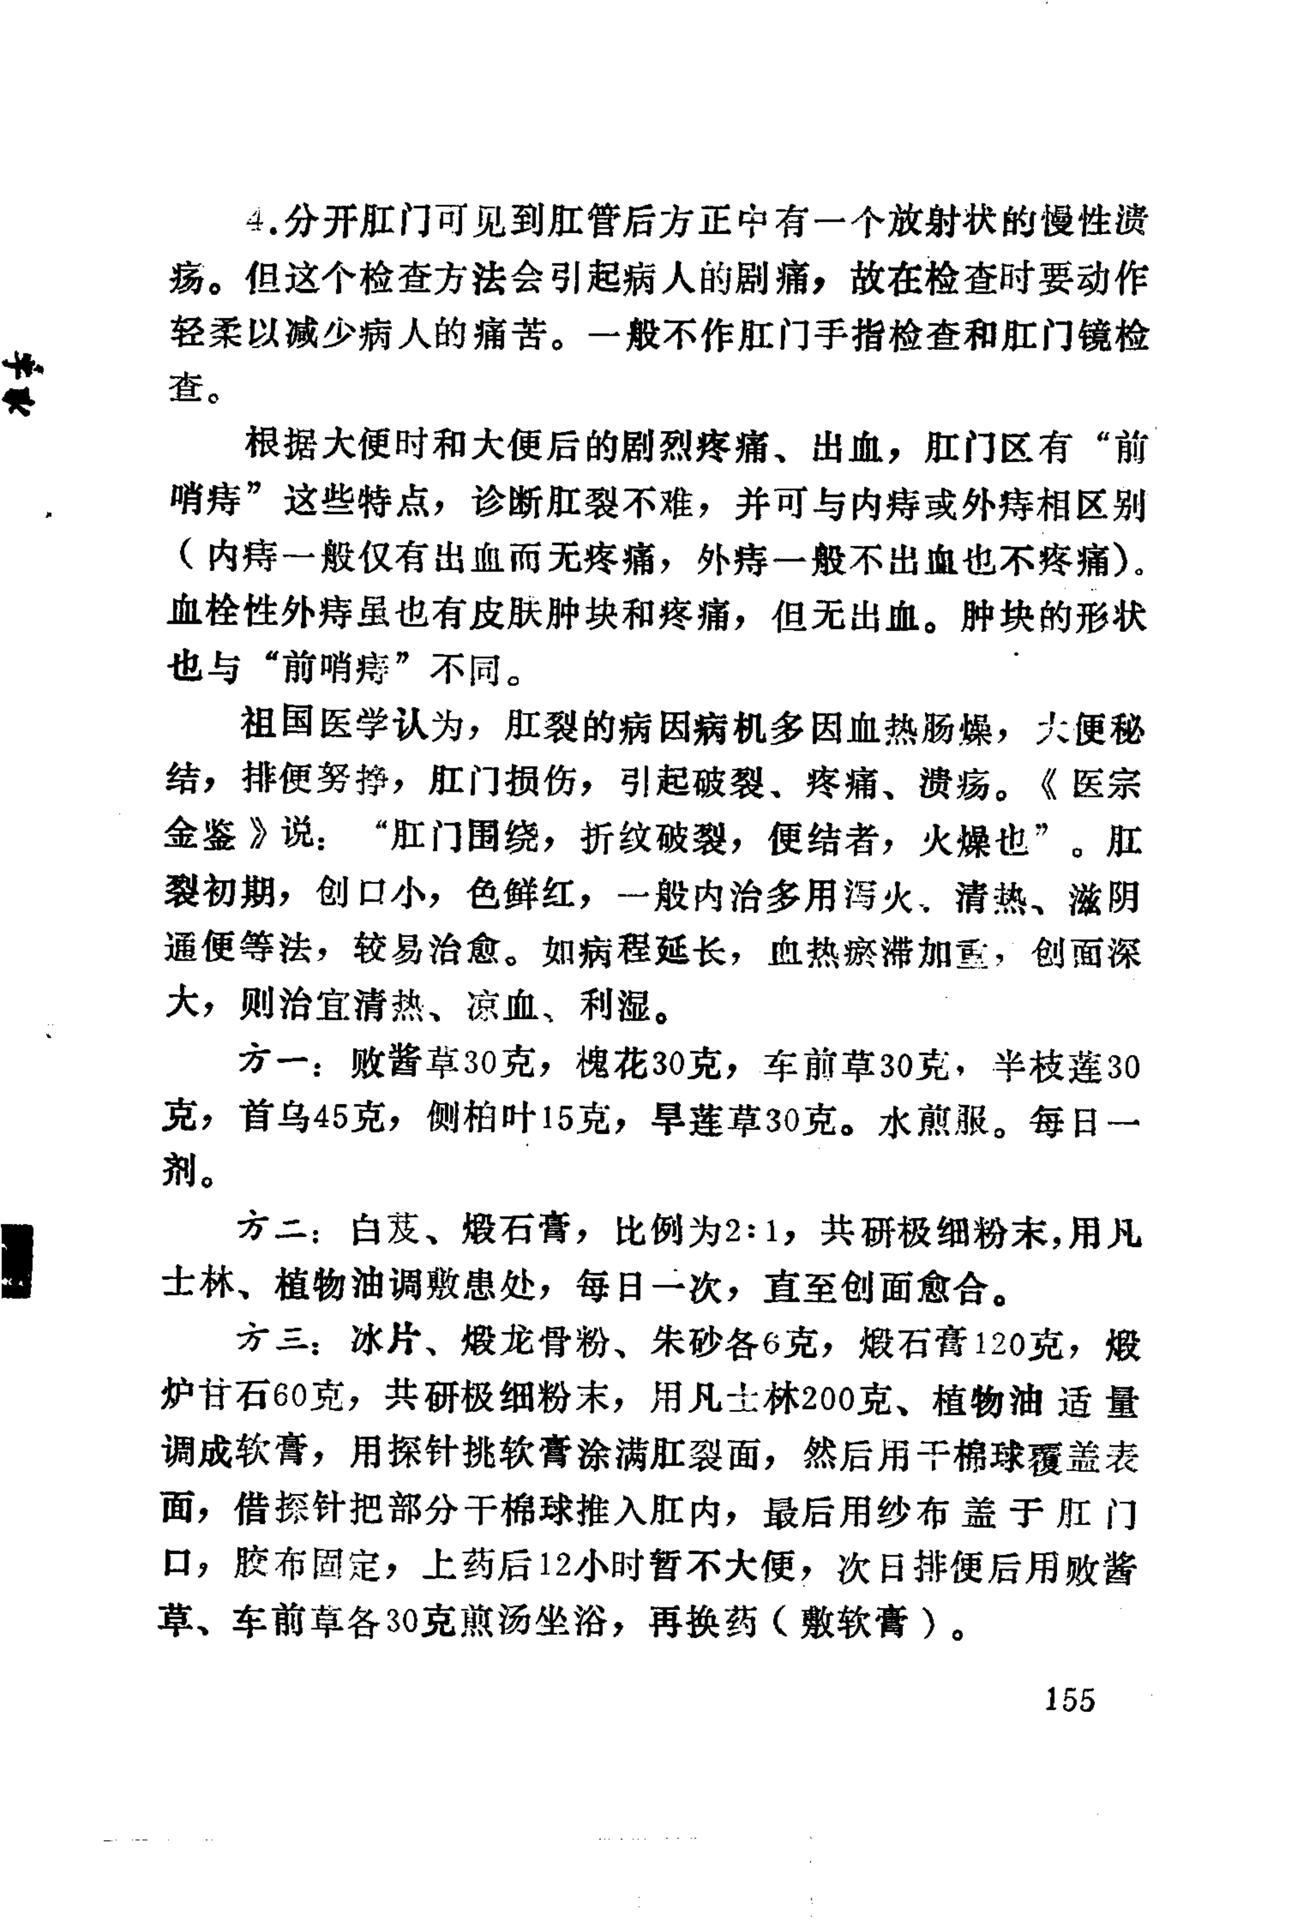 4.分开肛门可见到肛管后方正中有一个放射状的慢性溃
疡。但这个检查方法会引起病人的剧痛，故在检查时要动作
轻柔以减少病人的痛苦。一般不作肛门手指检查和肛门镜检
查。
根据大便时和大便后的剧烈疼痛、出血，肛门区有“前
哨痔”这些特点，诊断肛裂不难，并可与内痔或外痔相区别
（内痔一般仅有出血而无疼痛，外痔一般不出血也不疼痛）。
血栓性外痔虽也有皮肤肿块和疼痛，但无出血。肿块的形状
也与“前哨痔”不同。
祖国医学认为，肛裂的病因病机多因血热肠燥，大便秘
结，排便努挣，肛门损伤，引起破裂、疼痛、溃疡。《医宗
金鉴》说：“肛门围绕，折纹破裂，便结者，火燥也”。肛
裂初期，创口小，色鲜红，一般内治多用泻火、清热、滋阴
通便等法，较易治愈。如病程延长，血热瘀滞加重，创面深
大，则治宜清热、凉血、利湿。
方一：败酱草30克，槐花30克，车前草30克，半枝莲30
克，首乌45克，侧柏叶15克，旱莲草30克。水煎服。每日一
剂。
方二：白芨、煅石膏，比例为2:1，共研极细粉末，用凡
士林、植物油调敷患处，每日一次，直至创面愈合。
方三：冰片、煅龙骨粉、朱砂各6克，煅石膏120克，煅
炉甘石60克，共研极细粉末，用凡士林200克、植物油适量
调成软膏，用探针挑软膏涂满肛裂面，然后用干棉球覆盖表
面，借探针把部分干棉球推入肛内，最后用纱布盖于肛门
口，胶布固定，上药后12小时暂不大便，次日排便后用败酱
草、车前草各30克煎汤坐浴，再换药（敷软膏）。
155